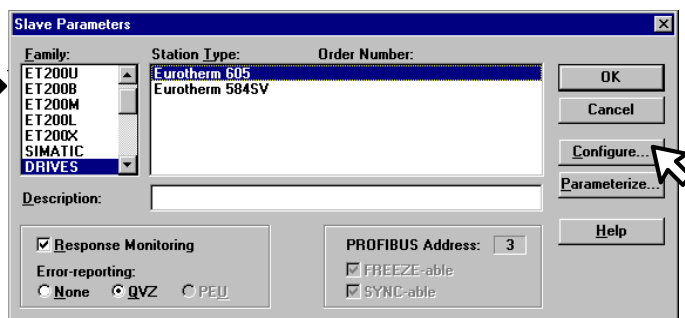 Slave Parameters
Family:
Station Type:
Order Number:
ET200U
ET200B
ET200M
ET200L
ET200X
SIMATIC
DRIVES
Eurotherm 605
Eurotherm 584SV
OK
Cancel
Configure...
Parameterize...
Help
Description:
Response Monitoring
Error-reporting:
None QVZ PEU
PROFIBUS Address: 3
FREEZE-able
SYNC-able